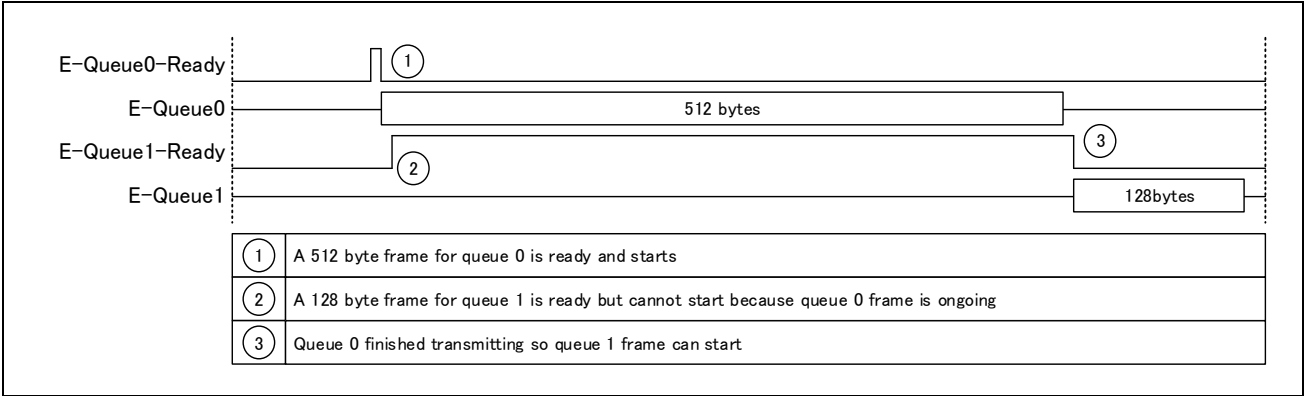 E-Queue0-Ready
1
E-Queue0
512 bytes
E-Queue1-Ready
2
3
E-Queue1
128bytes
1 A 512 byte frame for queue 0 is ready and starts
2 A 128 byte frame for queue 1 is ready but cannot start because queue 0 frame is ongoing
3 Queue 0 finished transmitting so queue 1 frame can start